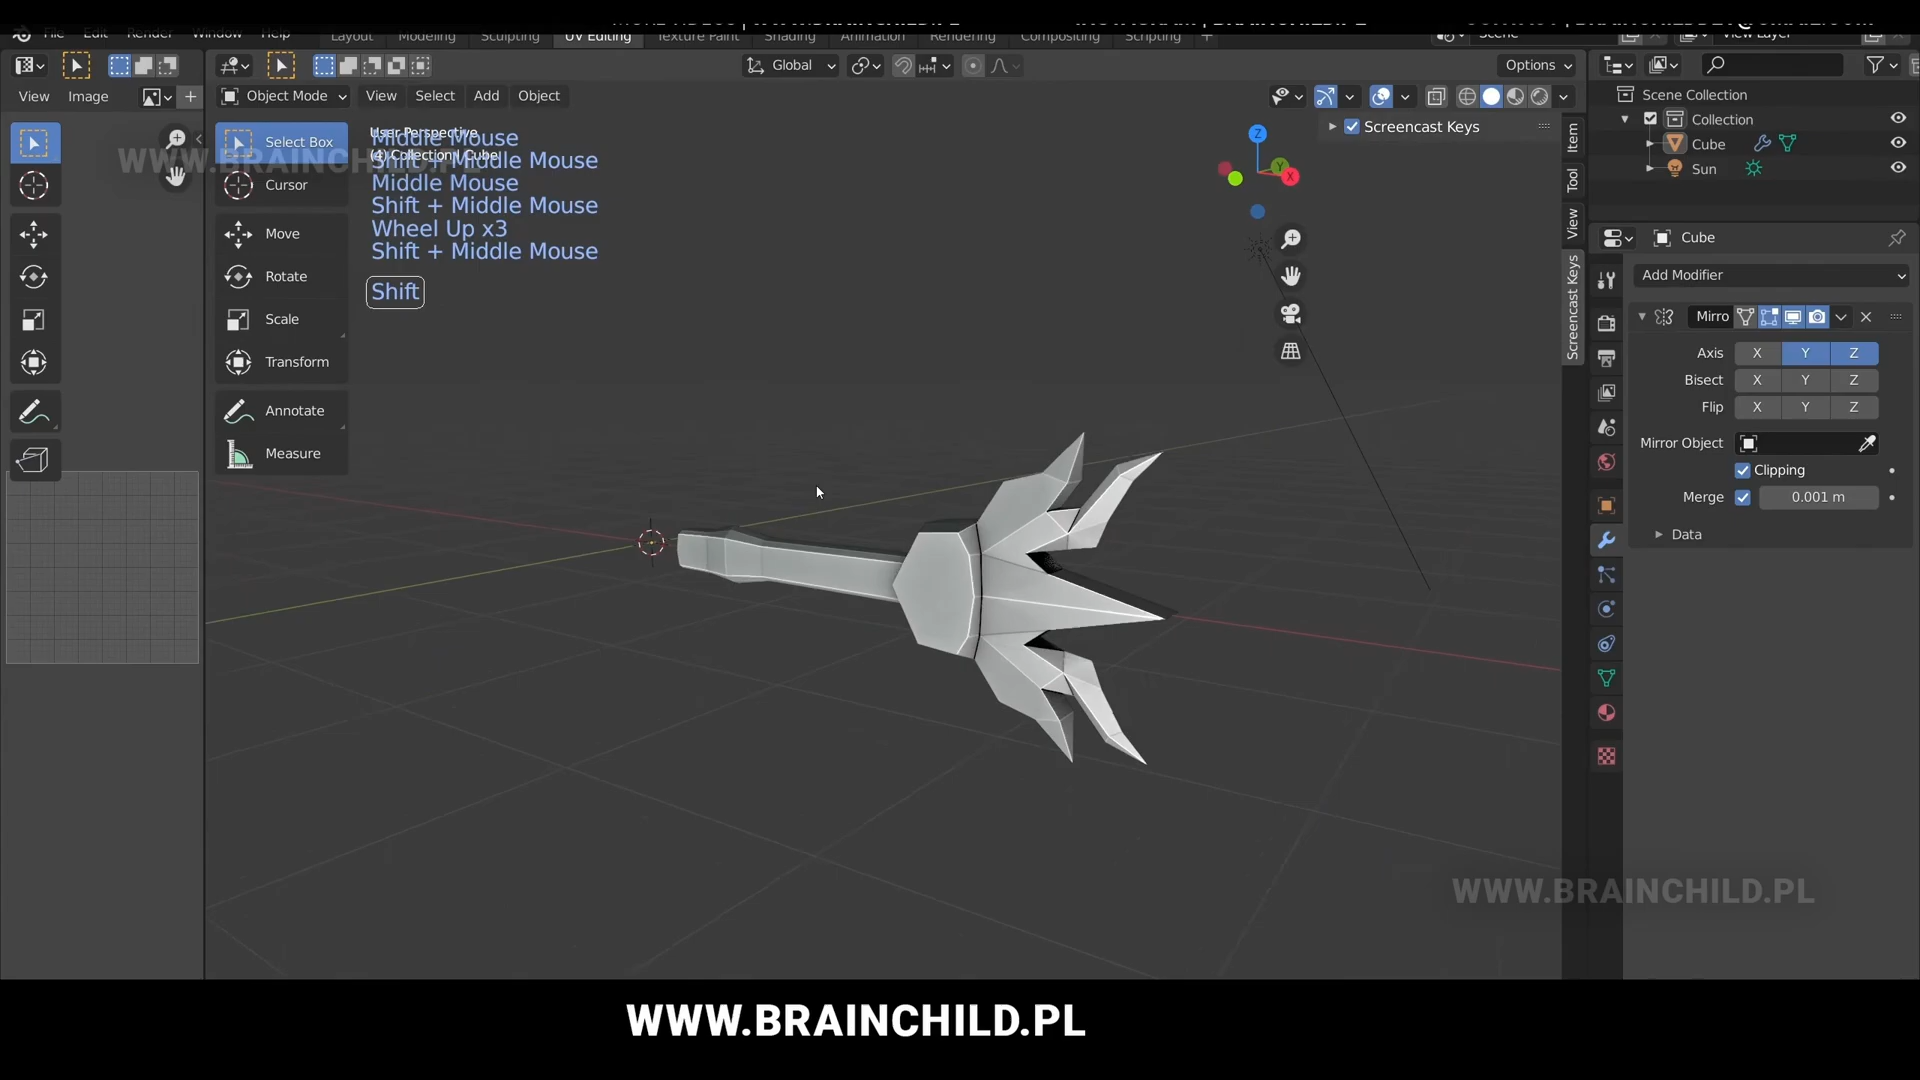 File Edit Render Window Help Layout Modeling Sculpting UV Editing Texture Paint Shading Animation Rendering Compositing Scripting + Scene View Layer
Global Options
View Image + Object Mode View Select Add Object
Scene Collection
Collection
Cube
Sun
Select Box
Cursor
Move
Rotate
Scale
Transform
Annotate
Measure
User Perspective
(4) Collection | Cube
Middle Mouse
Shift + Middle Mouse
Middle Mouse
Shift + Middle Mouse
Wheel Up x3
Shift + Middle Mouse
Shift
Screencast Keys
Z
Y
X
Item
Tool
View
Screencast Keys
Cube
Add Modifier
Mirro
Axis X Y Z
Bisect X Y Z
Flip X Y Z
Mirror Object
Clipping
Merge 0.001 m
Data
WWW.BRAINCHILD.PL
WWW.BRAINCHILD.PL
WWW.BRAINCHILD.PL